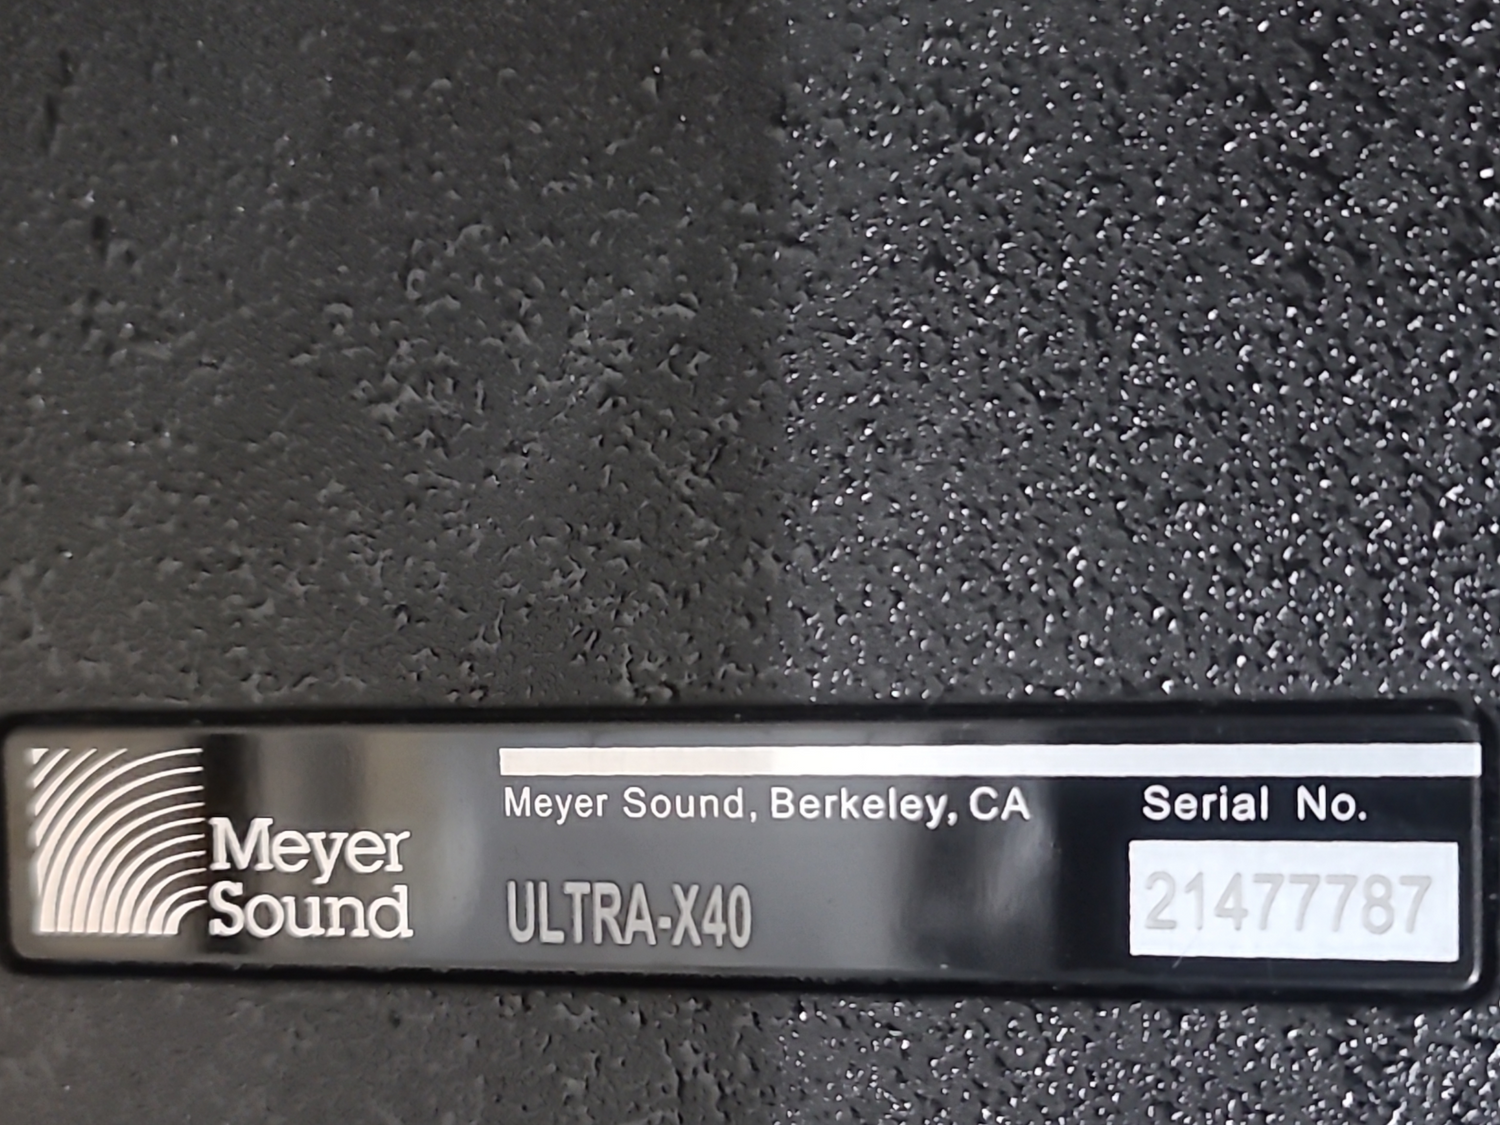 Meyer
Sound
Meyer Sound, Berkeley, CA
ULTRA-X40
Serial No.
21477787